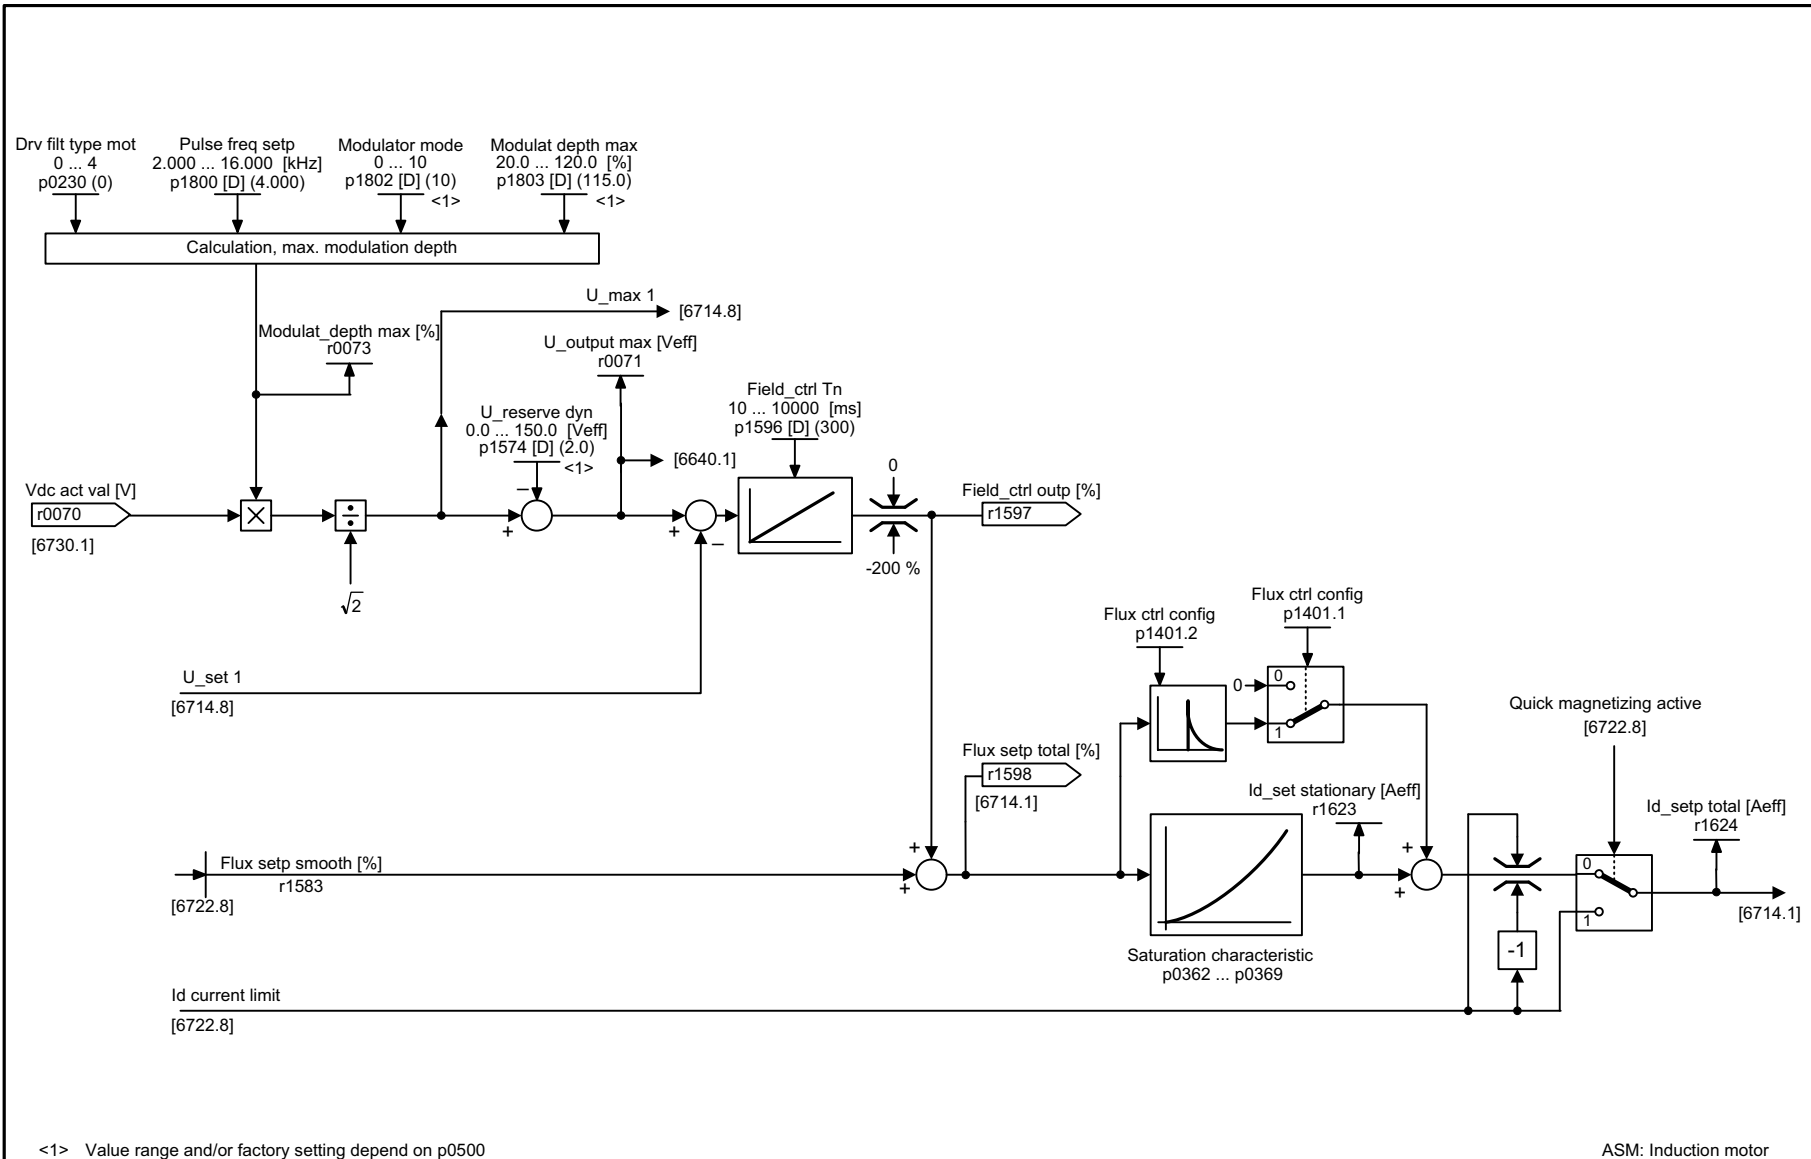 Drv filt type mot
0 ... 4
p0230 (0)
Pulse freq setp
2.000 ... 16.000 [kHz]
p1800 [D] (4.000)
Modulator mode
0 ... 10
p1802 [D] (10)
<1>
Modulat depth max
20.0 ... 120.0 [%]
p1803 [D] (115.0)
<1>
Calculation, max. modulation depth
U_max 1
[6714.8]
Modulat_depth max [%]
r0073
U_output max [Veff]
r0071
U_reserve dyn
0.0 ... 150.0 [Veff]
p1574 [D] (2.0)
<1>
[6640.1]
Field_ctrl Tn
10 ... 10000 [ms]
p1596 [D] (300)
0
-200 %
Field_ctrl outp [%]
r1597
Vdc act val [V]
r0070
[6730.1]
×
÷
√2
+
–
+
–
U_set 1
[6714.8]
Flux ctrl config
p1401.2
Flux ctrl config
p1401.1
0
0
1
Quick magnetizing active
[6722.8]
Flux setp total [%]
r1598
[6714.1]
Id_set stationary [Aeff]
r1623
Id_setp total [Aeff]
r1624
Flux setp smooth [%]
r1583
[6722.8]
+
+
+
+
0
1
[6714.1]
-1
Saturation characteristic
p0362 ... p0369
Id current limit
[6722.8]
<1> Value range and/or factory setting depend on p0500
ASM: Induction motor